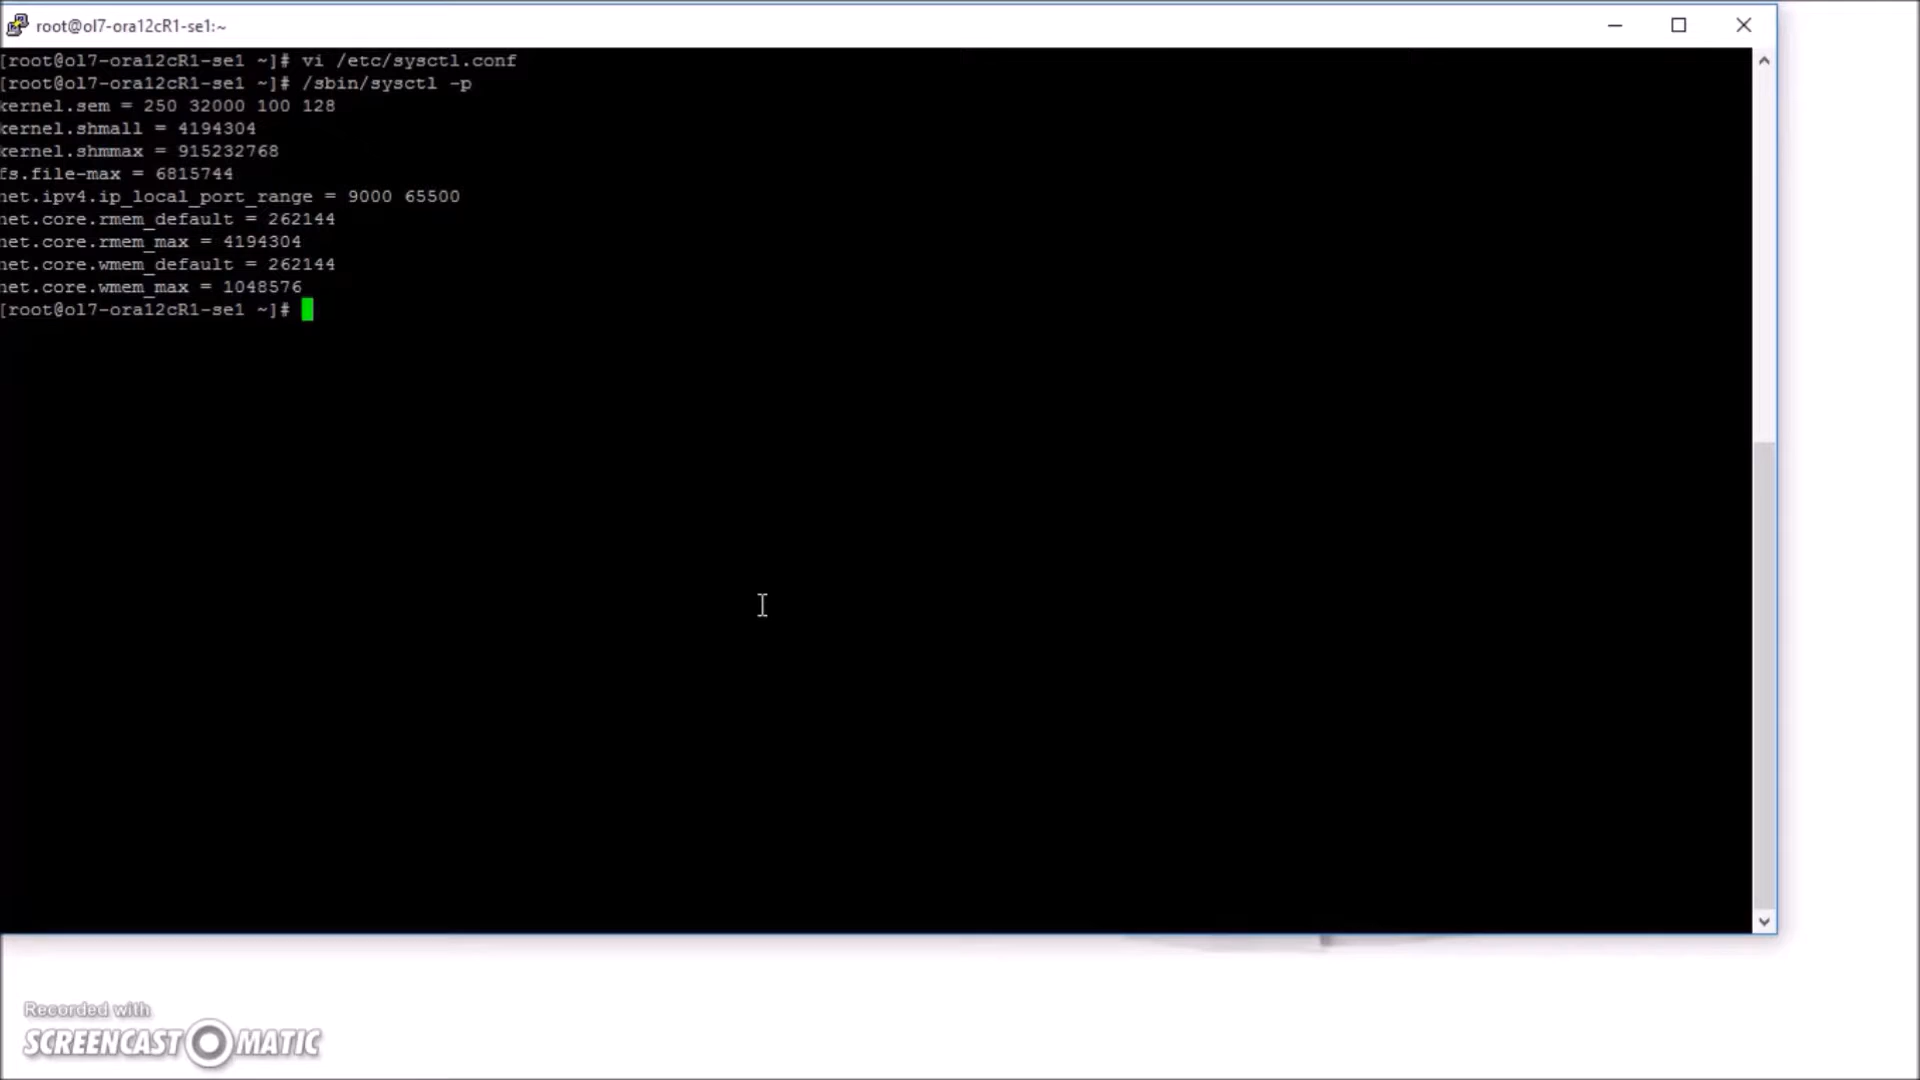 root@ol7-ora12cR1-se1:~
[root@ol7-ora12cR1-se1 ~]# vi /etc/sysctl.conf
[root@ol7-ora12cR1-se1 ~]# /sbin/sysctl -p
kernel.sem = 250 32000 100 128
kernel.shmall = 4194304
kernel.shmmax = 915232768
fs.file-max = 6815744
net.ipv4.ip_local_port_range = 9000 65500
net.core.rmem_default = 262144
net.core.rmem_max = 4194304
net.core.wmem_default = 262144
net.core.wmem_max = 1048576
[root@ol7-ora12cR1-se1 ~]#
Recorded with
SCREENCAST MATIC